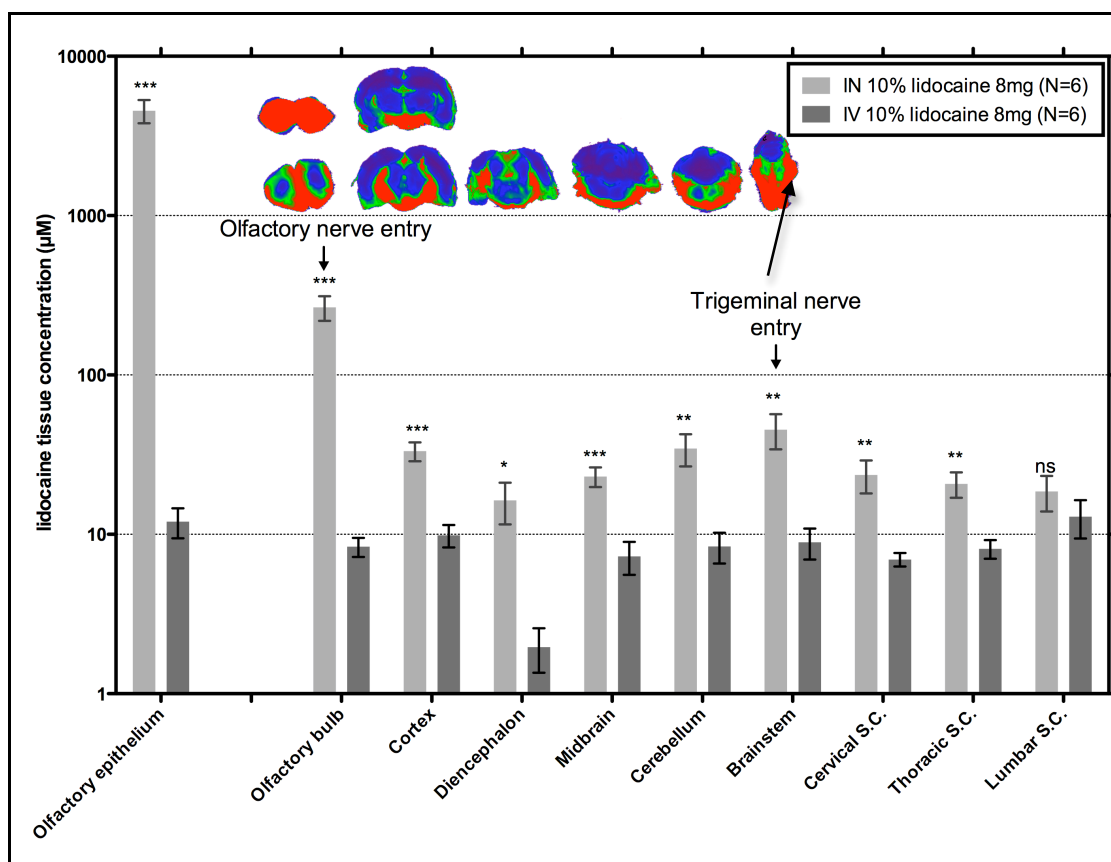 10000
1000
100
10
1
lidocaine tissue concentration (µM)
IN 10% lidocaine 8mg (N=6)
IV 10% lidocaine 8mg (N=6)
***
Olfactory nerve entry
***
Trigeminal nerve
entry
***
*
***
**
**
**
**
ns
Olfactory epithelium
Olfactory bulb
Cortex
Diencephalon
Midbrain
Cerebellum
Brainstem
Cervical S.C.
Thoracic S.C.
Lumbar S.C.